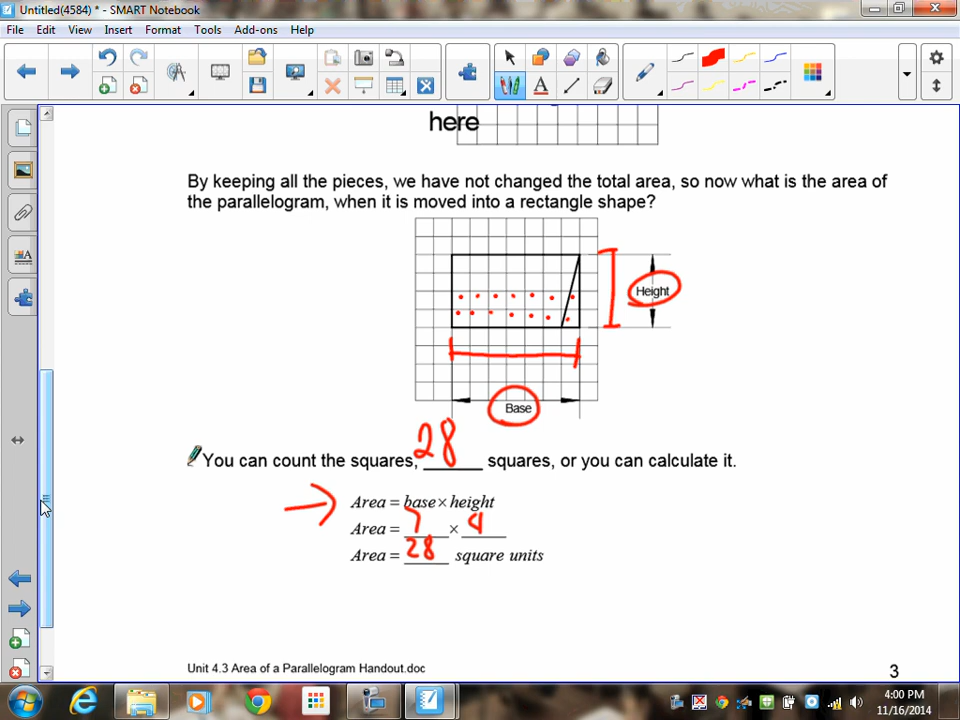 Untitled(4584) * - SMART Notebook
File Edit View Insert Format Tools Add-ons Help
here
By keeping all the pieces, we have not changed the total area, so now what is the area of
the parallelogram, when it is moved into a rectangle shape?
Height
Base
You can count the squares, 28 squares, or you can calculate it.
Area = base × height
Area = 7 × 4
Area = 28 square units
Unit 4.3 Area of a Parallelogram Handout.doc
3
4:00 PM
11/16/2014